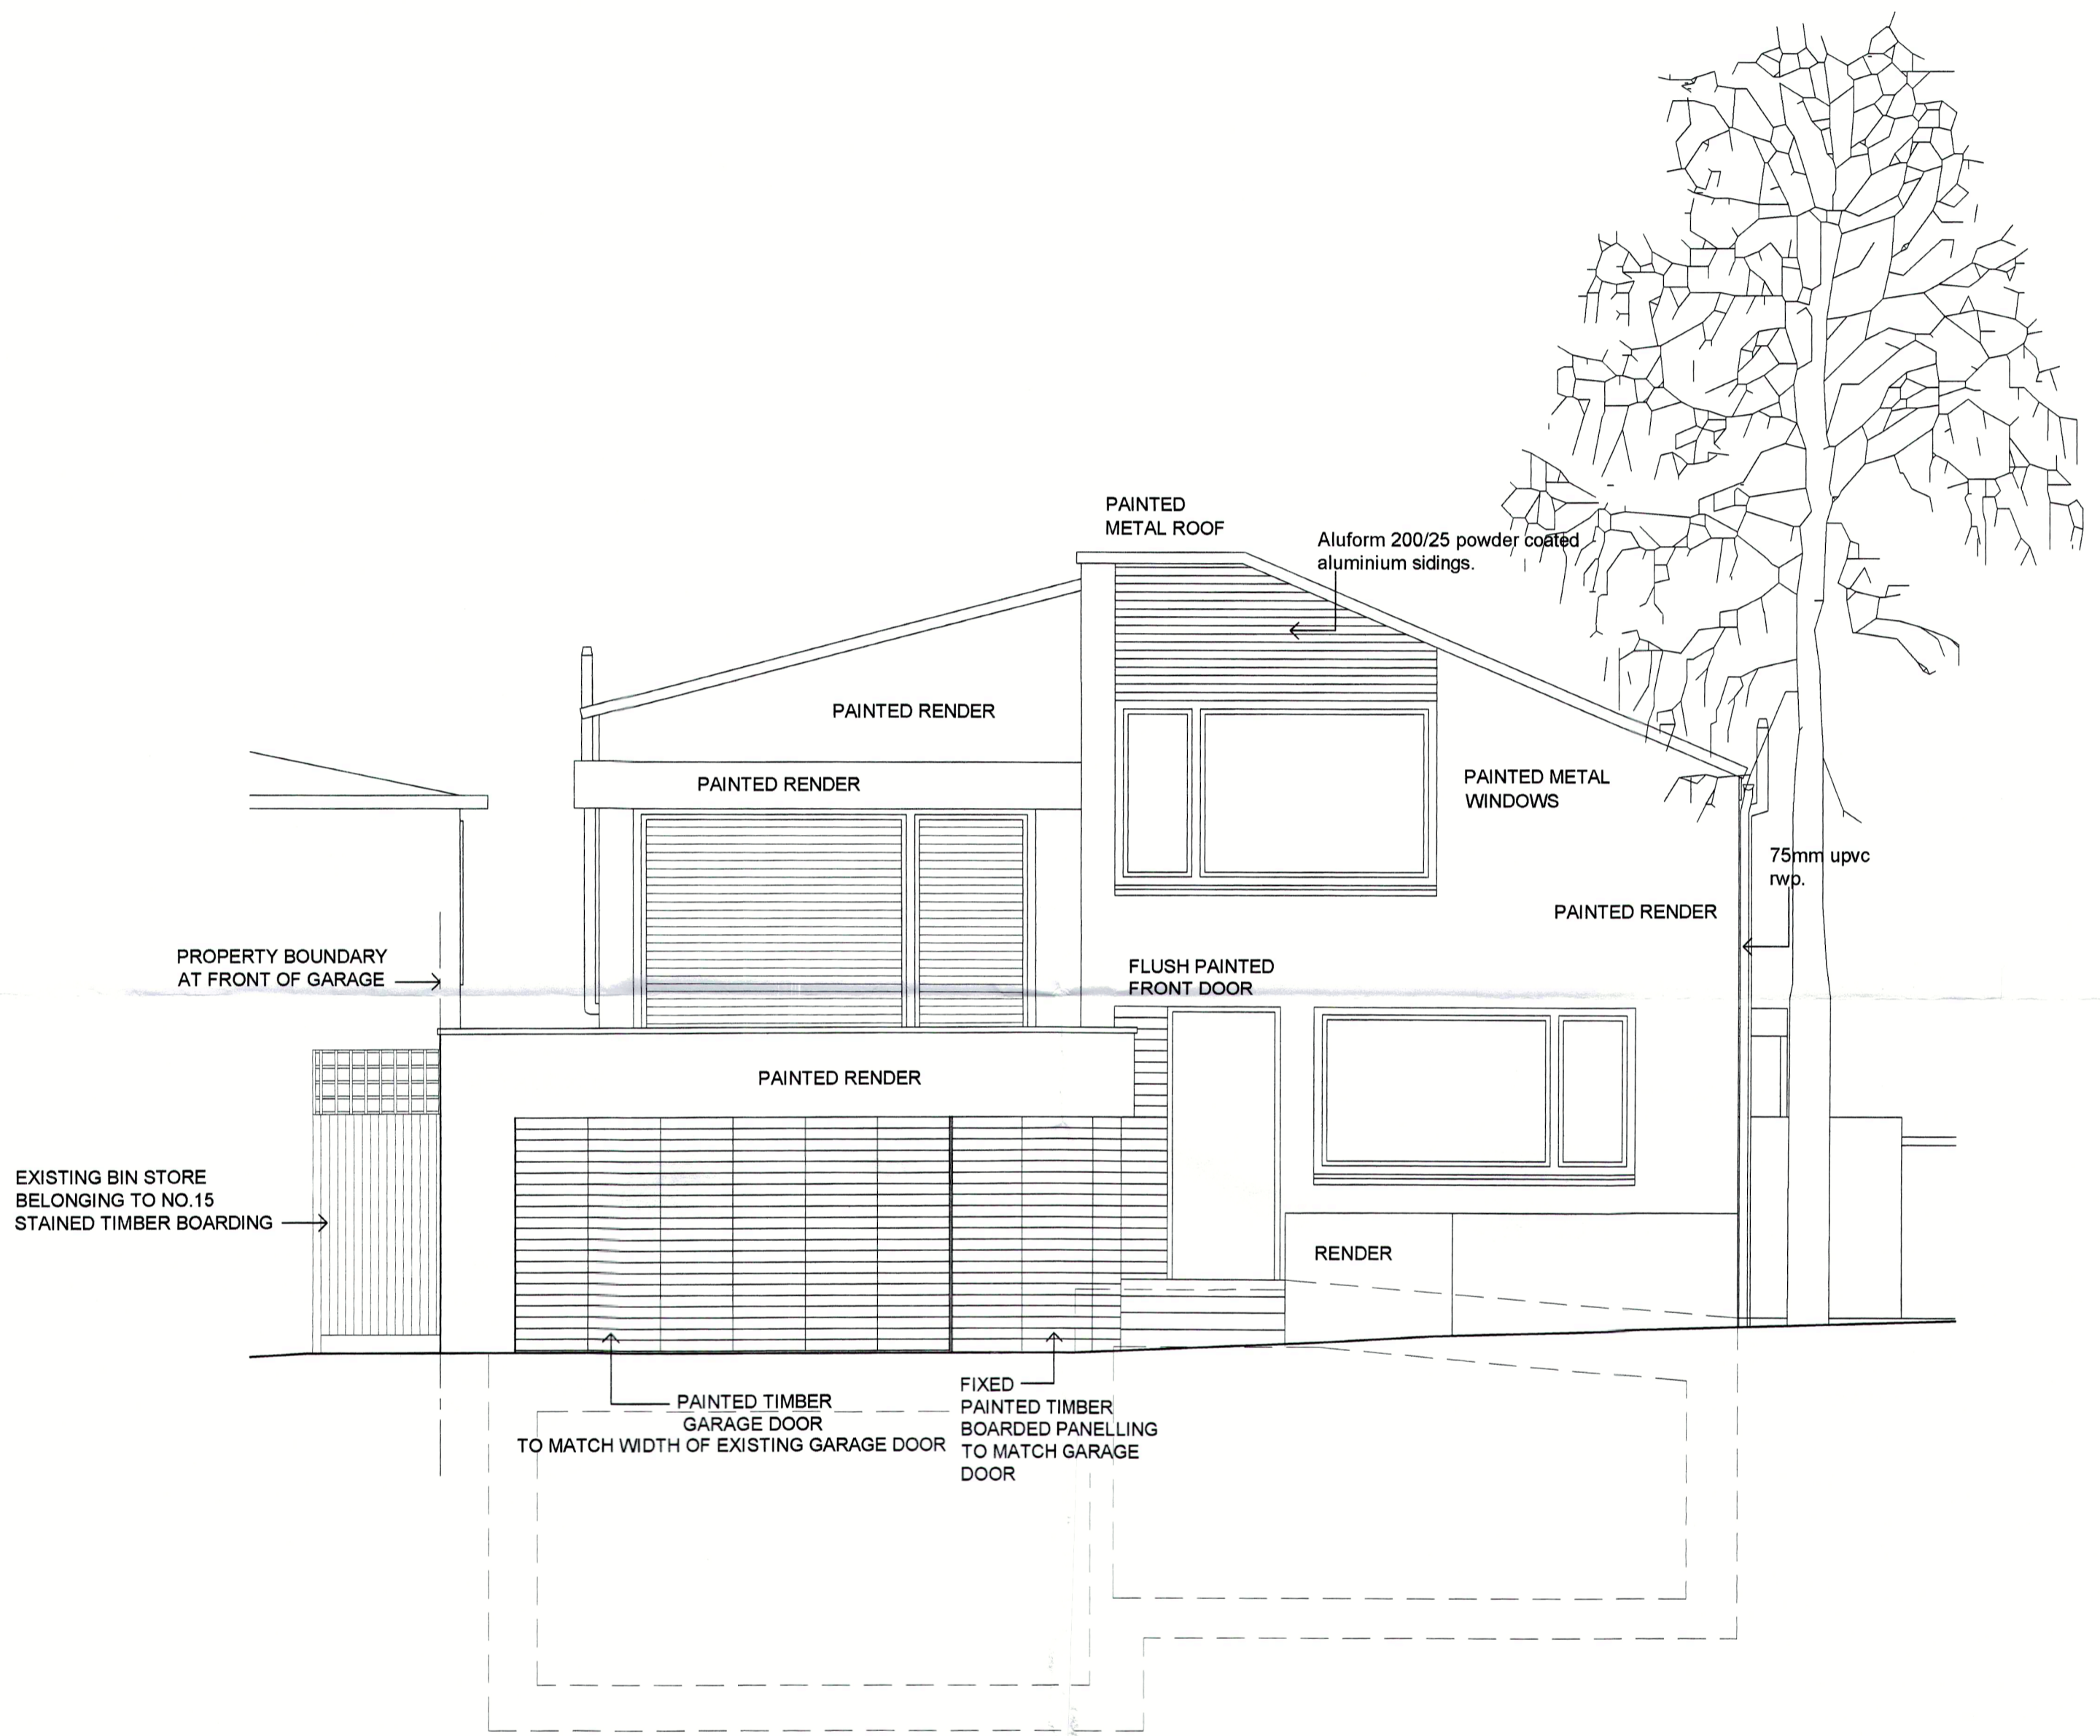 PAINTED
METAL ROOF
Aluform 200/25 powder coated
aluminium sidings.
PAINTED RENDER
PAINTED RENDER
PAINTED METAL
WINDOWS
75mm upvc
rwp.
PAINTED RENDER
PROPERTY BOUNDARY
AT FRONT OF GARAGE
FLUSH PAINTED
FRONT DOOR
PAINTED RENDER
EXISTING BIN STORE
BELONGING TO NO.15
STAINED TIMBER BOARDING
RENDER
PAINTED TIMBER
GARAGE DOOR
TO MATCH WIDTH OF EXISTING GARAGE DOOR
FIXED
PAINTED TIMBER
BOARDED PANELLING
TO MATCH GARAGE
DOOR